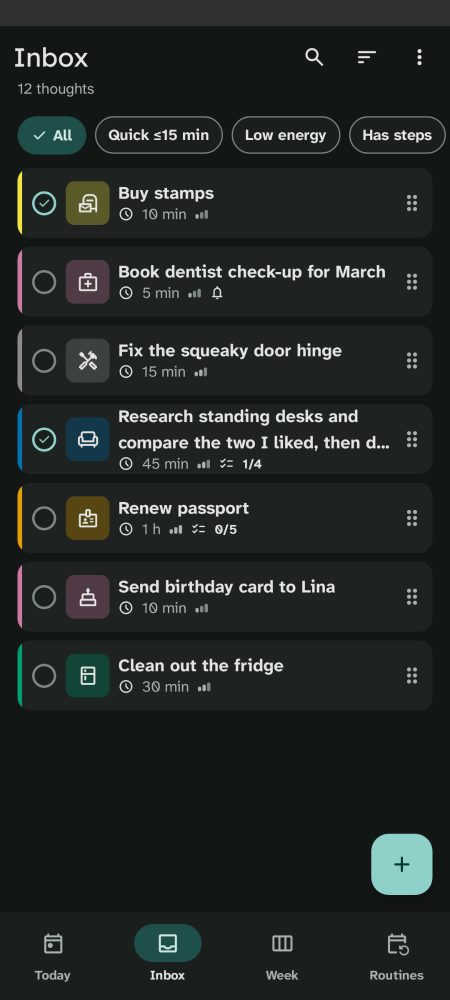 Inbox
12 thoughts
All
Quick ≤15 min
Low energy
Has steps
Buy stamps
10 min
Book dentist check-up for March
5 min
Fix the squeaky door hinge
15 min
Research standing desks and
compare the two I liked, then d...
45 min 1/4
Renew passport
1 h 0/5
Send birthday card to Lina
10 min
Clean out the fridge
30 min
Today
Inbox
Week
Routines